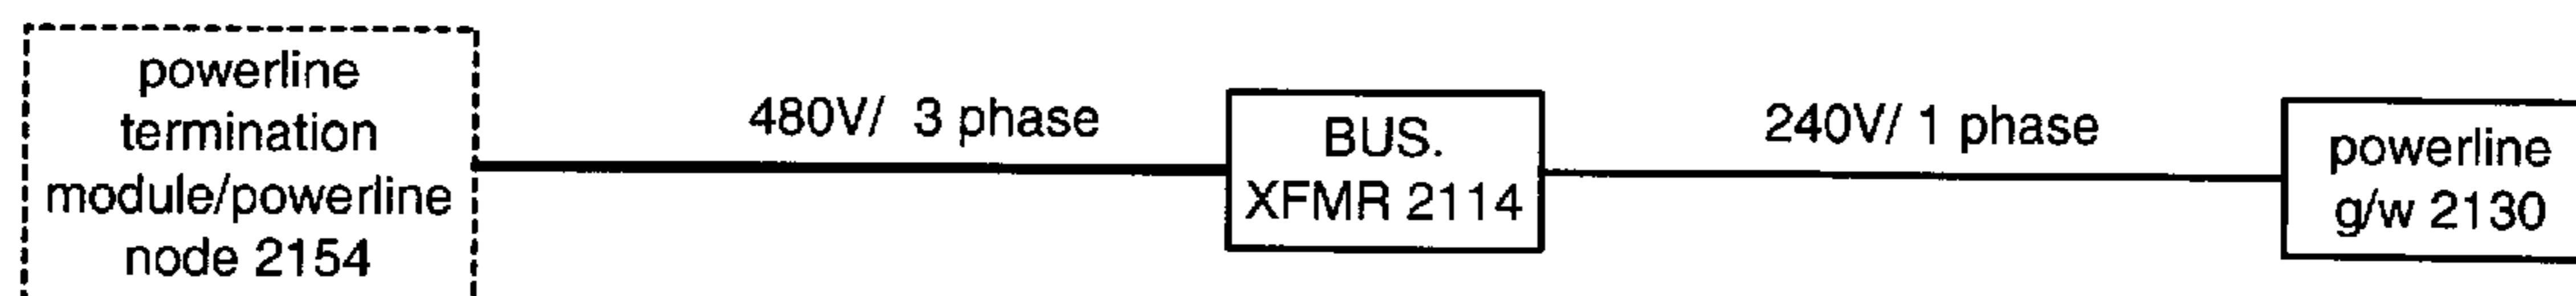 powerline
termination
module/powerline
node 2154
480V/ 3 phase
BUS.
XFMR 2114
240V/ 1 phase
powerline
g/w 2130